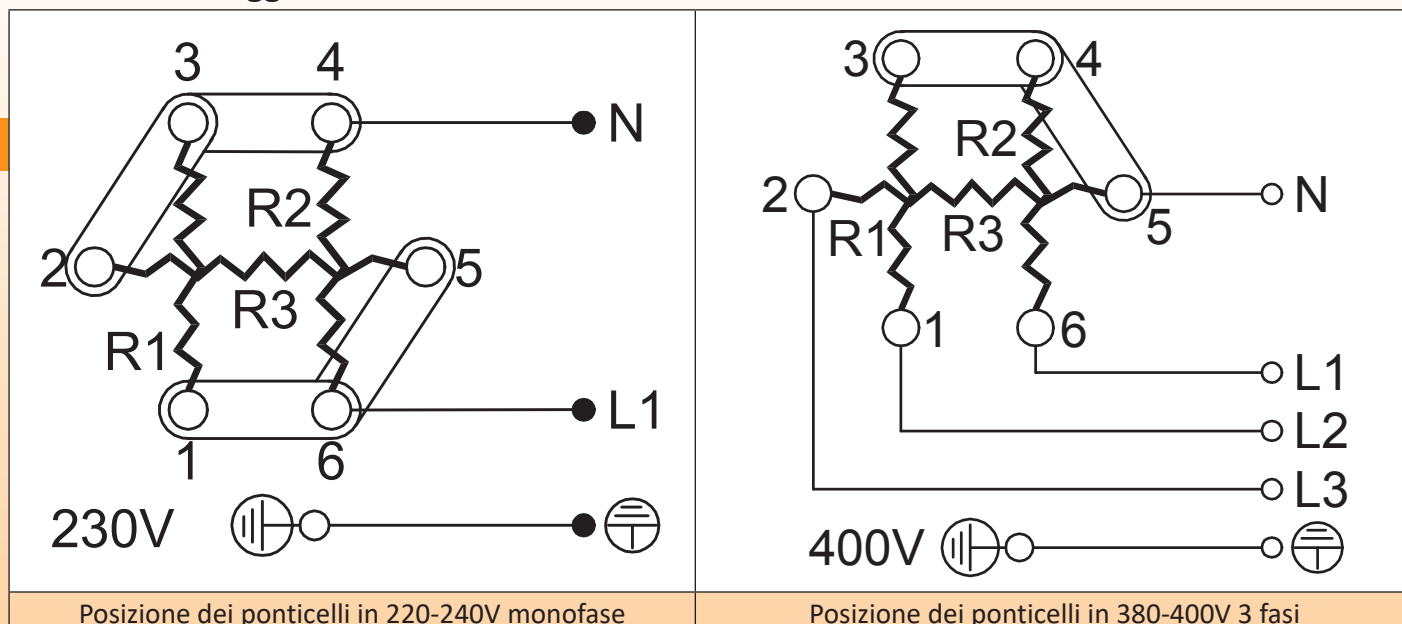 3 4
N
R2
2
5
R3
R1
L1
1 6
230V
3 4
R2
2
N
R1 R3
5
1 6
L1
L2
L3
400V
Posizione dei ponticelli in 220-240V monofase
Posizione dei ponticelli in 380-400V 3 fasi